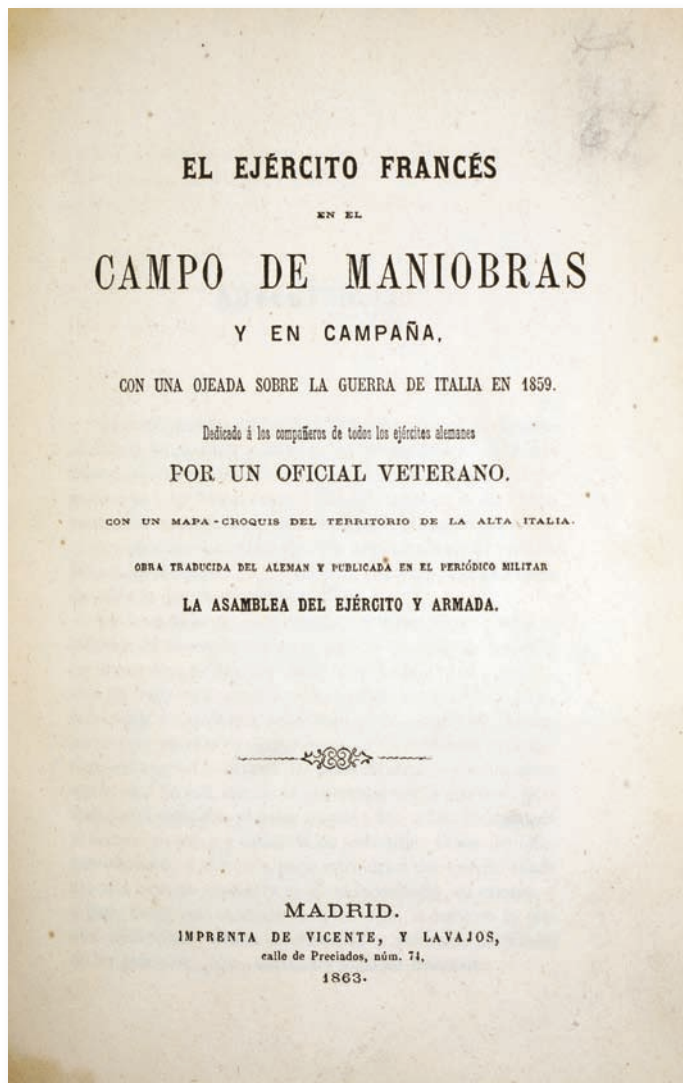 EL EJÉRCITO FRANCÉS
EN EL
CAMPO DE MANIOBRAS
Y EN CAMPAÑA,
CON UNA OJEADA SOBRE LA GUERRA DE ITALIA EN 1859.
Dedicado á los compañeros de todos los ejércites alemanes
POR UN OFICIAL VETERANO.
CON UN MAPA-CROQUIS DEL TERRITORIO DE LA ALTA ITALIA.
OBRA TRADUCIDA DEL ALEMAN Y PUBLICADA EN EL PERIÓDICO MILITAR
LA ASAMBLEA DEL EJÉRCITO Y ARMADA.
MADRID.
IMPRENTA DE VICENTE, Y LAVAJOS,
calle de Preciados, núm. 74,
1863.